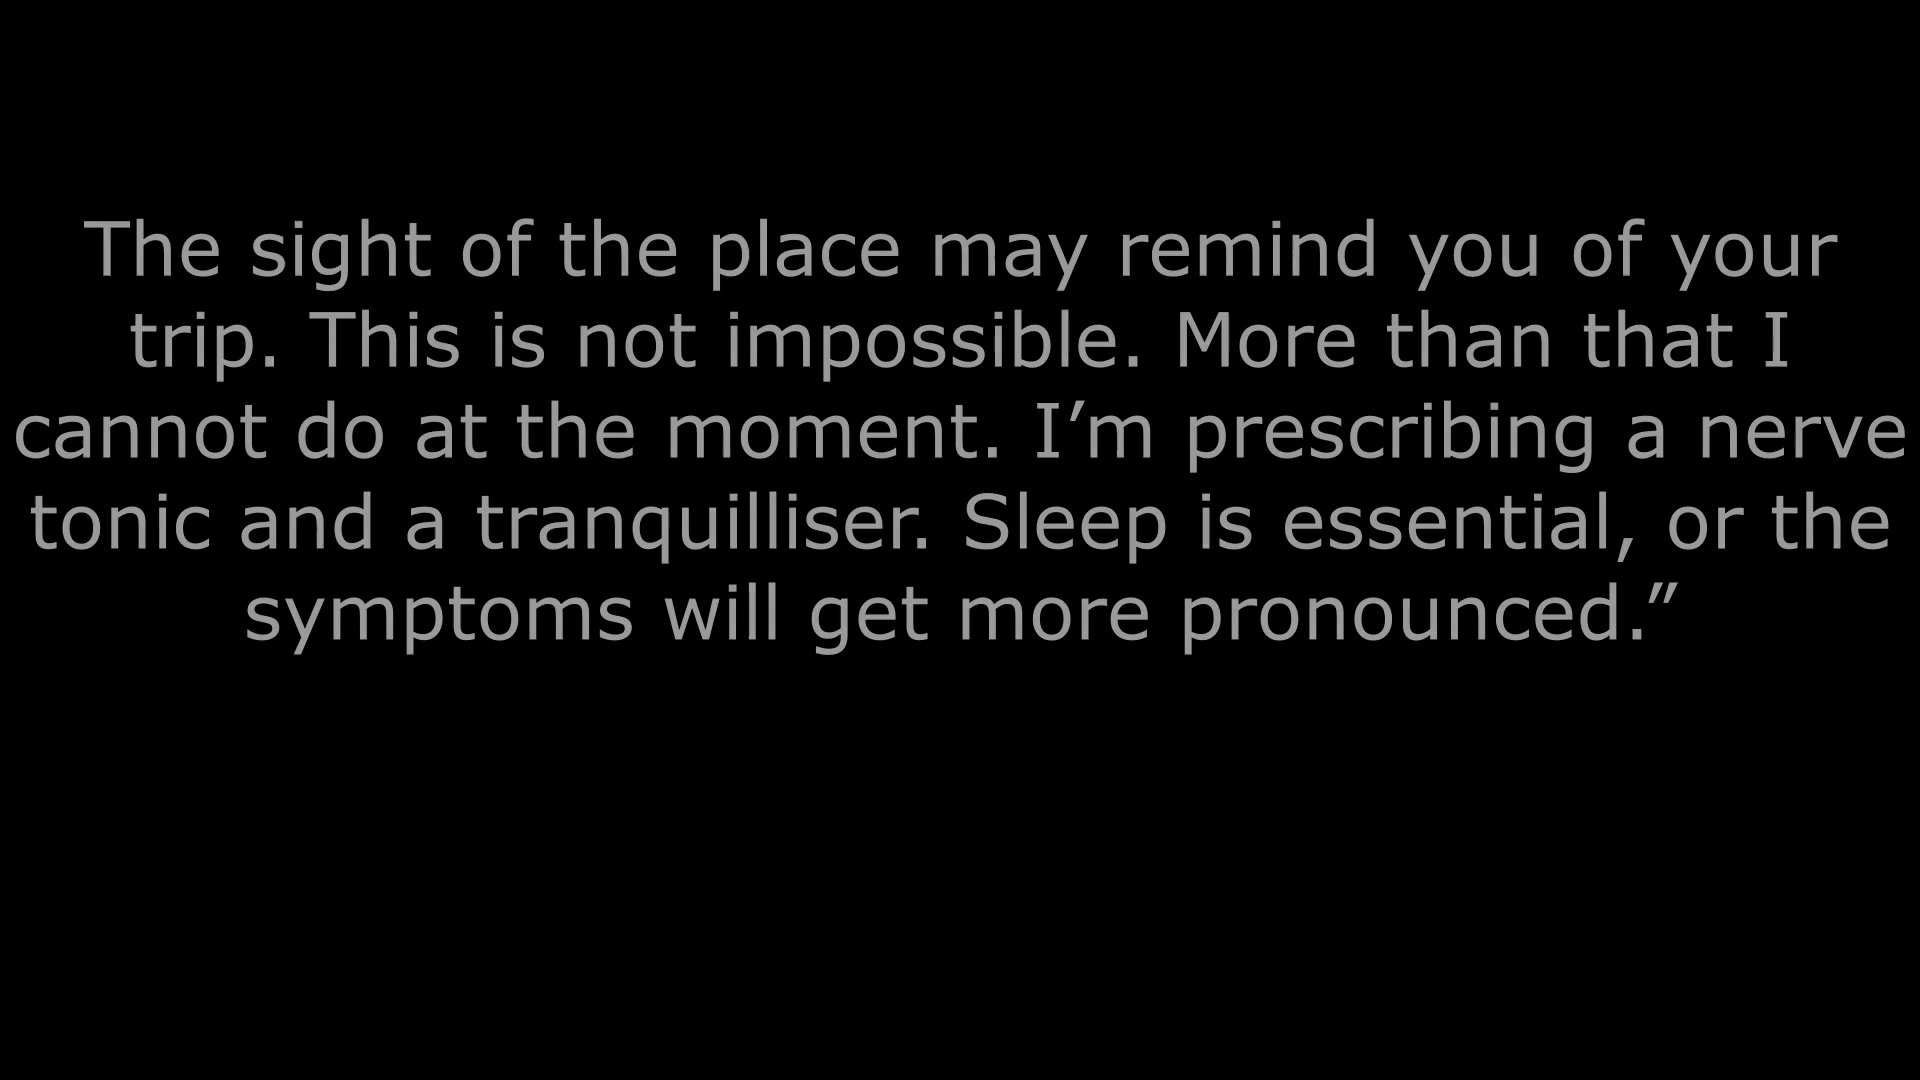 The sight of the place may remind you of your
trip. This is not impossible. More than that I
cannot do at the moment. I’m prescribing a nerve
tonic and a tranquilliser. Sleep is essential, or the
symptoms will get more pronounced.”